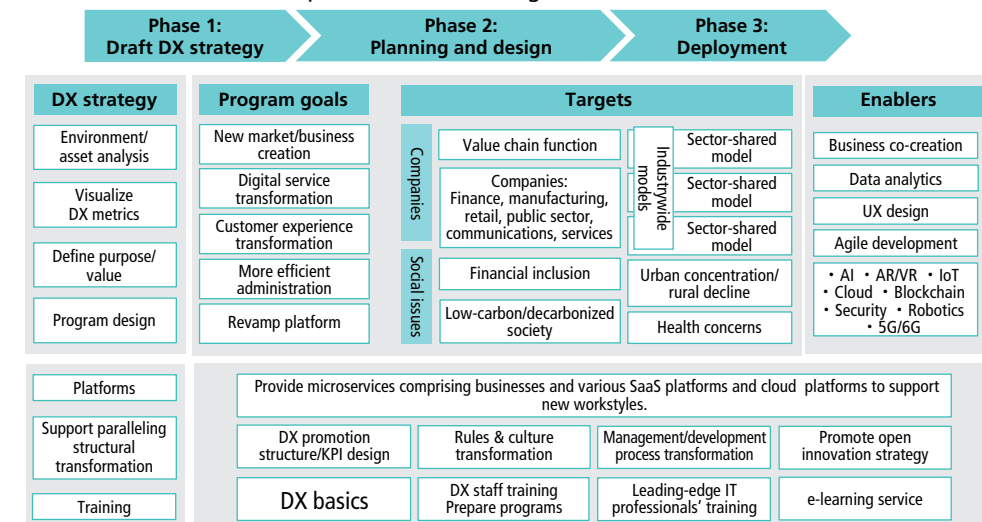 Phase 1:
Draft DX strategy
Phase 2:
Planning and design
Phase 3:
Deployment
DX strategy
Environment/
asset analysis
Visualize
DX metrics
Define purpose/
value
Program design
Program goals
New market/business
creation
Digital service
transformation
Customer experience
transformation
More efficient
administration
Revamp platform
Targets
Companies
Value chain function
Companies:
Finance, manufacturing,
retail, public sector,
communications, services
Industrywide
models
Sector-shared
model
Sector-shared
model
Sector-shared
model
Social issues
Financial inclusion
Low-carbon/decarbonized
society
Urban concentration/
rural decline
Health concerns
Enablers
Business co-creation
Data analytics
UX design
Agile development
・AI ・AR/VR ・IoT
・Cloud ・Blockchain
・Security ・Robotics
・5G/6G
Platforms
Provide microservices comprising businesses and various SaaS platforms and cloud platforms to support
new workstyles.
Support paralleling
structural
transformation
DX promotion
structure/KPI design
Rules & culture
transformation
Management/development
process transformation
Promote open
innovation strategy
Training
DX basics
DX staff training
Prepare programs
Leading-edge IT
professionals’ training
e-learning service